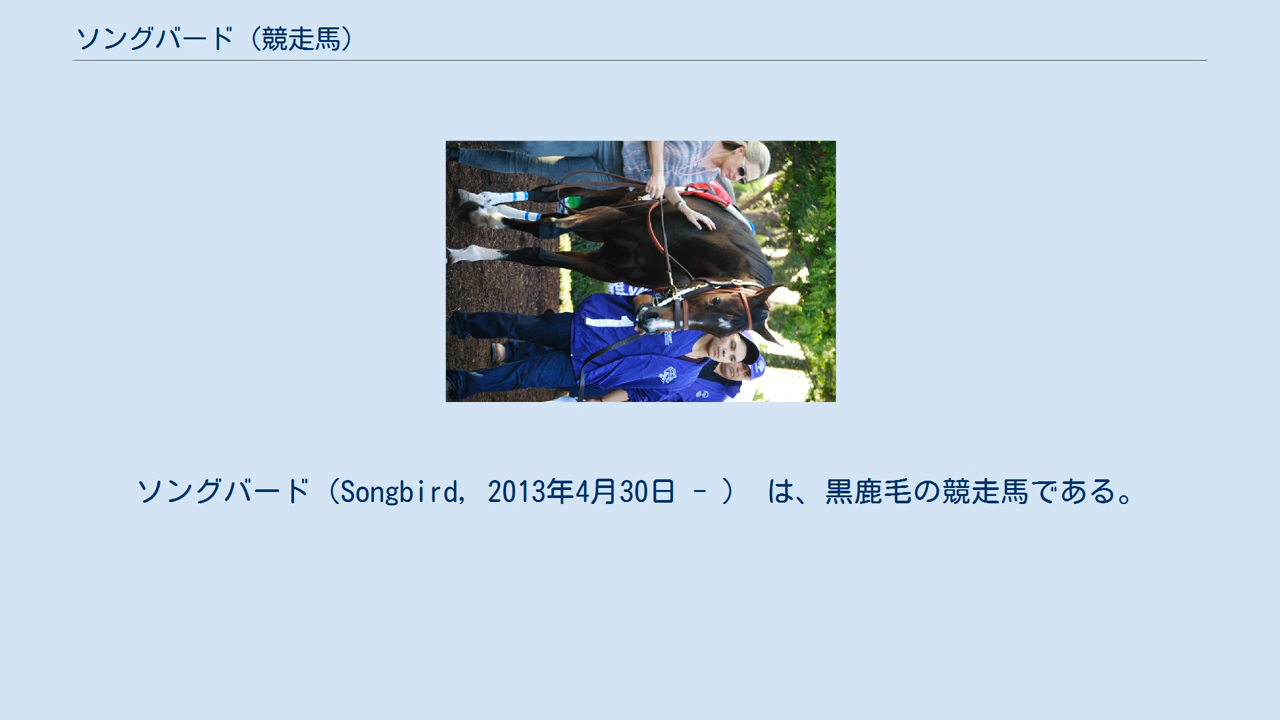 ソングバード（競走馬）
ソングバード（Songbird, 2013年4月30日 - ） は、黒鹿毛の競走馬である。